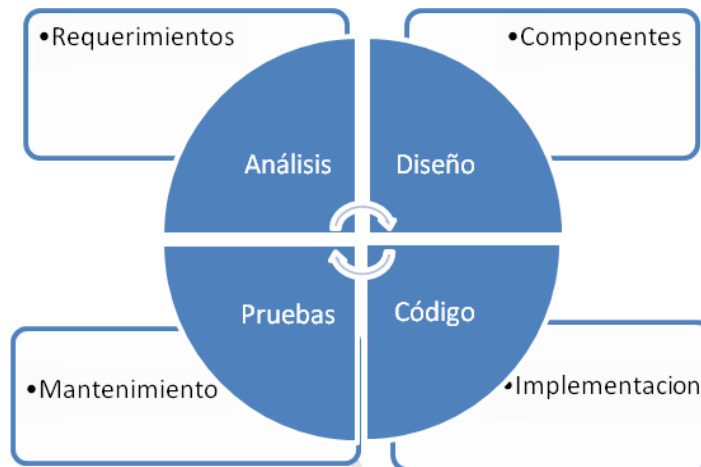 •Requerimientos
•Componentes
Análisis
Diseño
Pruebas
Código
•Mantenimiento
•Implementacion